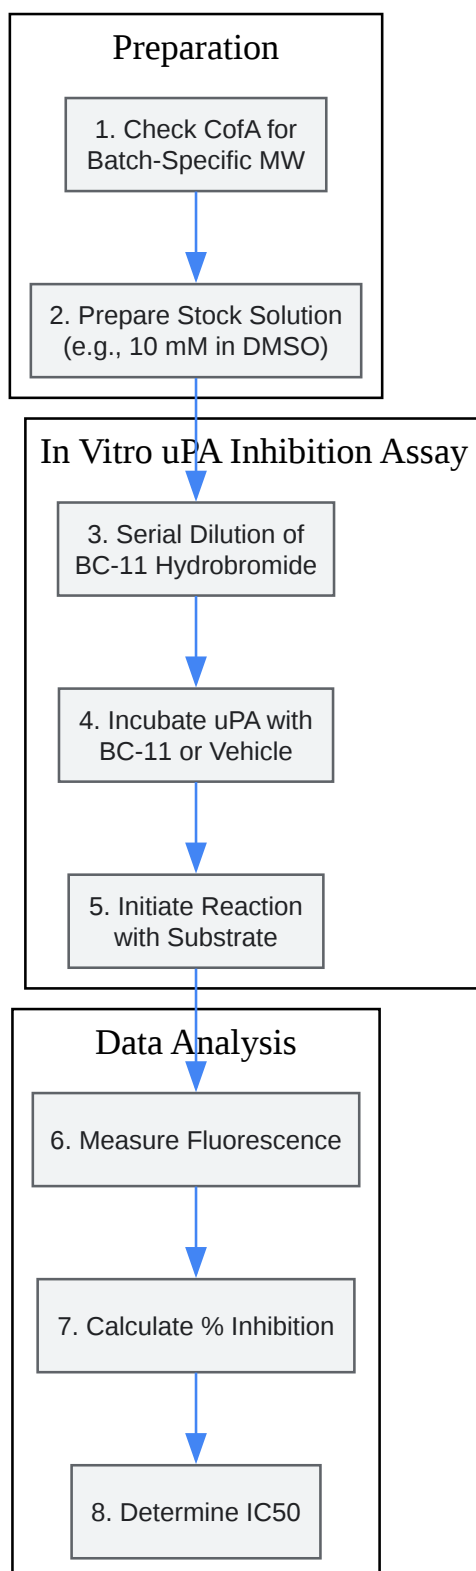 Preparation
1. Check CofA for
Batch-Specific MW
2. Prepare Stock Solution
(e.g., 10 mM in DMSO)
In Vitro uPA Inhibition Assay
3. Serial Dilution of
BC-11 Hydrobromide
4. Incubate uPA with
BC-11 or Vehicle
5. Initiate Reaction
with Substrate
Data Analysis
6. Measure Fluorescence
7. Calculate % Inhibition
8. Determine IC50